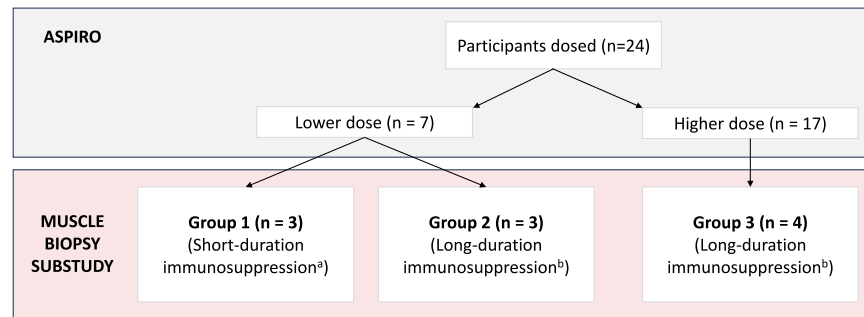 ASPIRO
Participants dosed (n=24)
Lower dose (n = 7)
Higher dose (n = 17)
MUSCLE
BIOPSY
SUBSTUDY
Group 1 (n = 3)
(Short-duration
immunosuppressionᵃ)
Group 2 (n = 3)
(Long-duration
immunosuppressionᵇ)
Group 3 (n = 4)
(Long-duration
immunosuppressionᵇ)